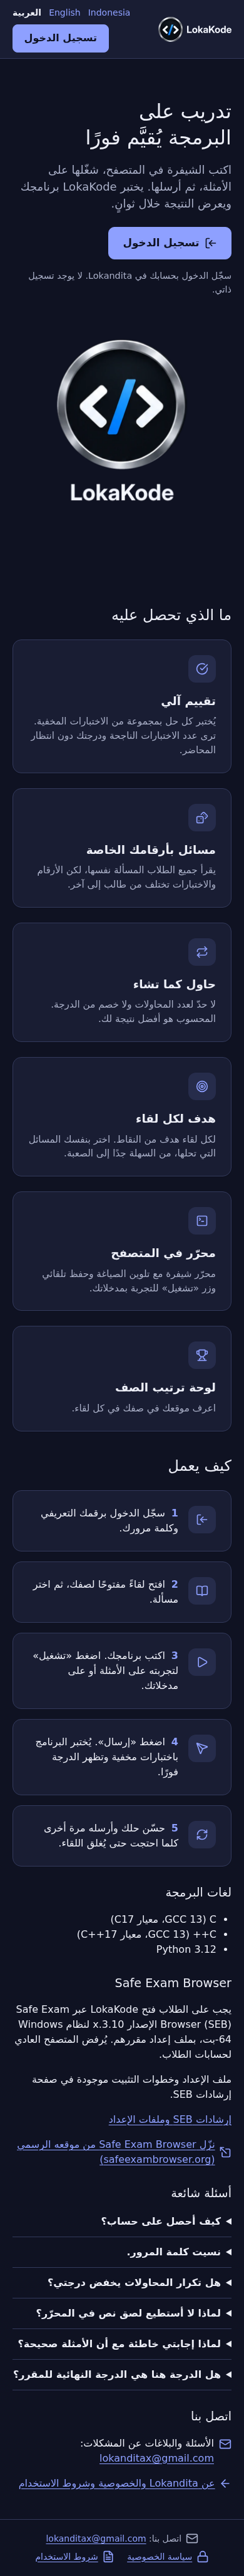 العربية English Indonesia
LokaKode
تسجيل الدخول
تدريب على
البرمجة يُقيَّم فورًا
اكتب الشيفرة في المتصفح، شغّلها على
الأمثلة، ثم أرسلها. يختبر LokaKode برنامجك
ويعرض النتيجة خلال ثوانٍ.
تسجيل الدخول
سجّل الدخول بحسابك في Lokandita. لا يوجد تسجيل
ذاتي.
LokaKode
ما الذي تحصل عليه
تقييم آلي
يُختبر كل حل بمجموعة من الاختبارات المخفية.
ترى عدد الاختبارات الناجحة ودرجتك دون انتظار
المحاضر.
مسائل بأرقامك الخاصة
يقرأ جميع الطلاب المسألة نفسها، لكن الأرقام
والاختبارات تختلف من طالب إلى آخر.
حاول كما تشاء
لا حدّ لعدد المحاولات ولا خصم من الدرجة.
المحسوب هو أفضل نتيجة لك.
هدف لكل لقاء
لكل لقاء هدف من النقاط. اختر بنفسك المسائل
التي تحلها، من السهلة جدًا إلى الصعبة.
محرّر في المتصفح
محرّر شيفرة مع تلوين الصياغة وحفظ تلقائي
وزر «تشغيل» للتجربة بمدخلاتك.
لوحة ترتيب الصف
اعرف موقعك في صفك في كل لقاء.
كيف يعمل
1 سجّل الدخول برقمك التعريفي
وكلمة مرورك.
2 افتح لقاءً مفتوحًا لصفك، ثم اختر
مسألة.
3 اكتب برنامجك. اضغط «تشغيل»
لتجربته على الأمثلة أو على
مدخلاتك.
4 اضغط «إرسال». يُختبر البرنامج
باختبارات مخفية وتظهر الدرجة
فورًا.
5 حسّن حلك وأرسله مرة أخرى
كلما احتجت حتى يُغلق اللقاء.
لغات البرمجة
C (GCC 13، معيار C17)
C++ (GCC 13، معيار C++17)
Python 3.12
Safe Exam Browser
يجب على الطلاب فتح LokaKode عبر Safe Exam
Browser (SEB) الإصدار 3.10.x لنظام Windows
64-بت، بملف إعداد مقررهم. يُرفض المتصفح العادي
لحسابات الطلاب.
ملف الإعداد وخطوات التثبيت موجودة في صفحة
إرشادات SEB.
إرشادات SEB وملفات الإعداد
نزّل Safe Exam Browser من موقعه الرسمي
(safeexambrowser.org)
أسئلة شائعة
كيف أحصل على حساب؟
نسيت كلمة المرور.
هل تكرار المحاولات يخفض درجتي؟
لماذا لا أستطيع لصق نص في المحرّر؟
لماذا إجابتي خاطئة مع أن الأمثلة صحيحة؟
هل الدرجة هنا هي الدرجة النهائية للمقرر؟
اتصل بنا
الأسئلة والبلاغات عن المشكلات:
lokanditax@gmail.com
عن Lokandita والخصوصية وشروط الاستخدام
اتصل بنا: lokanditax@gmail.com
سياسة الخصوصية شروط الاستخدام